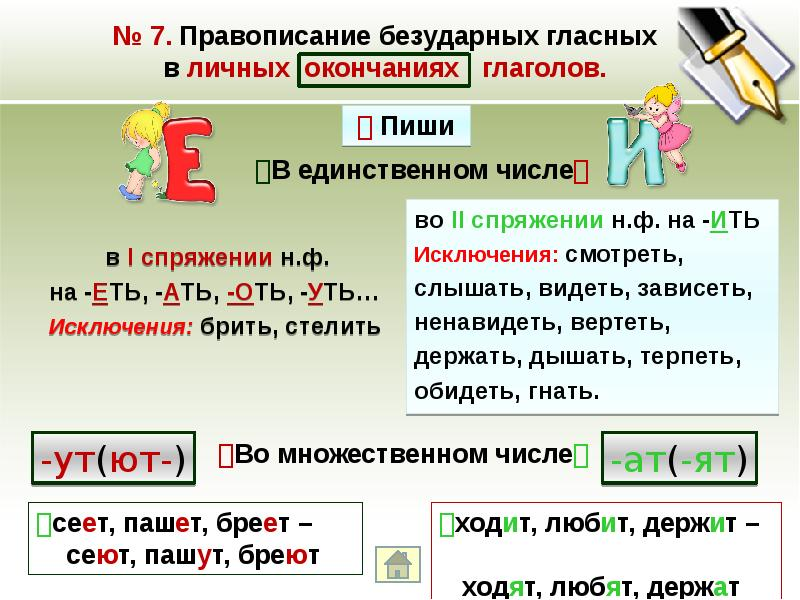 № 7. Правописание безударных гласных
в личных окончаниях глаголов.
Е
И
Пиши
В единственном числе
в I спряжении н.ф.
на -ЕТЬ, -АТЬ, -ОТЬ, -УТЬ…
Исключения: брить, стелить
во II спряжении н.ф. на -ИТЬ
Исключения: смотреть,
слышать, видеть, зависеть,
ненавидеть, вертеть,
держать, дышать, терпеть,
обидеть, гнать.
-ут(ют-)
Во множественном числе
-ат(-ят)
сеет, пашет, бреет –
сеют, пашут, бреют
ходит, любит, держит –
ходят, любят, держат